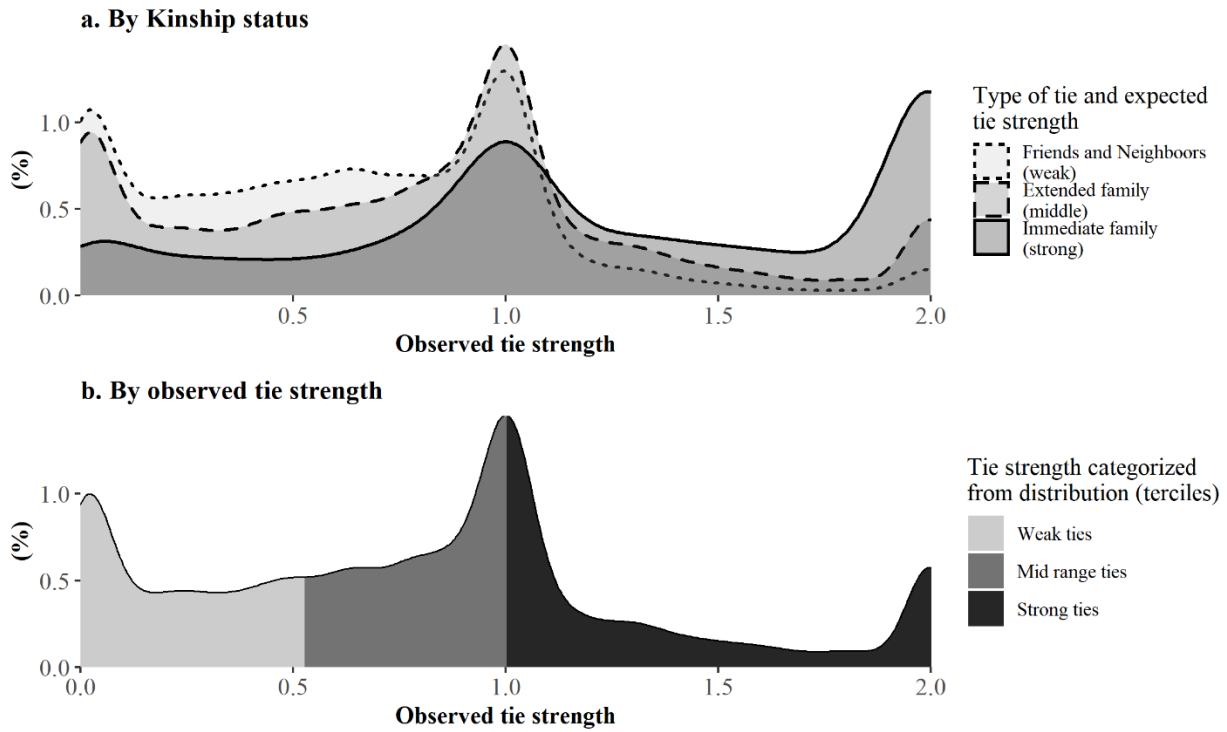 a. By Kinship status
(%)
1.0
0.5
0.0
0.5
1.0
1.5
2.0
Observed tie strength
Type of tie and expected
tie strength
Friends and Neighbors
(weak)
Extended family
(middle)
Immediate family
(strong)
b. By observed tie strength
(%)
1.0
0.5
0.0
0.0
0.5
1.0
1.5
2.0
Observed tie strength
Tie strength categorized
from distribution (terciles)
Weak ties
Mid range ties
Strong ties